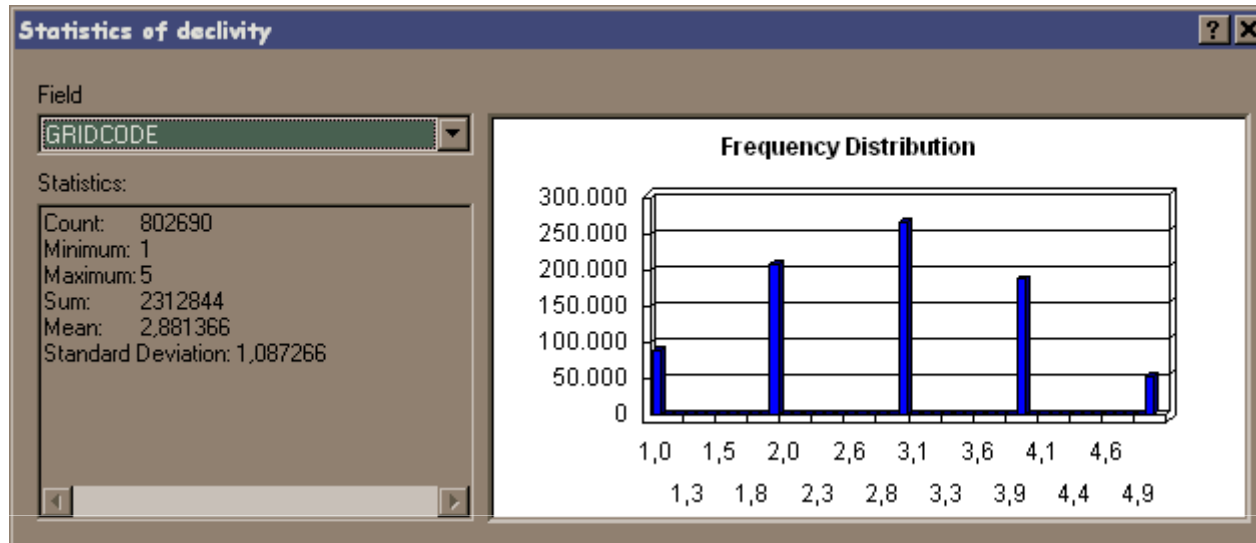 Statistics of declivity
Field
GRIDCODE
Statistics:
Count: 802690
Minimum: 1
Maximum: 5
Sum: 2312844
Mean: 2,881366
Standard Deviation: 1,087266
Frequency Distribution
300.000
250.000
200.000
150.000
100.000
50.000
0
1,0 1,5 2,0 2,6 3,1 3,6 4,1 4,6
1,3 1,8 2,3 2,8 3,3 3,9 4,4 4,9